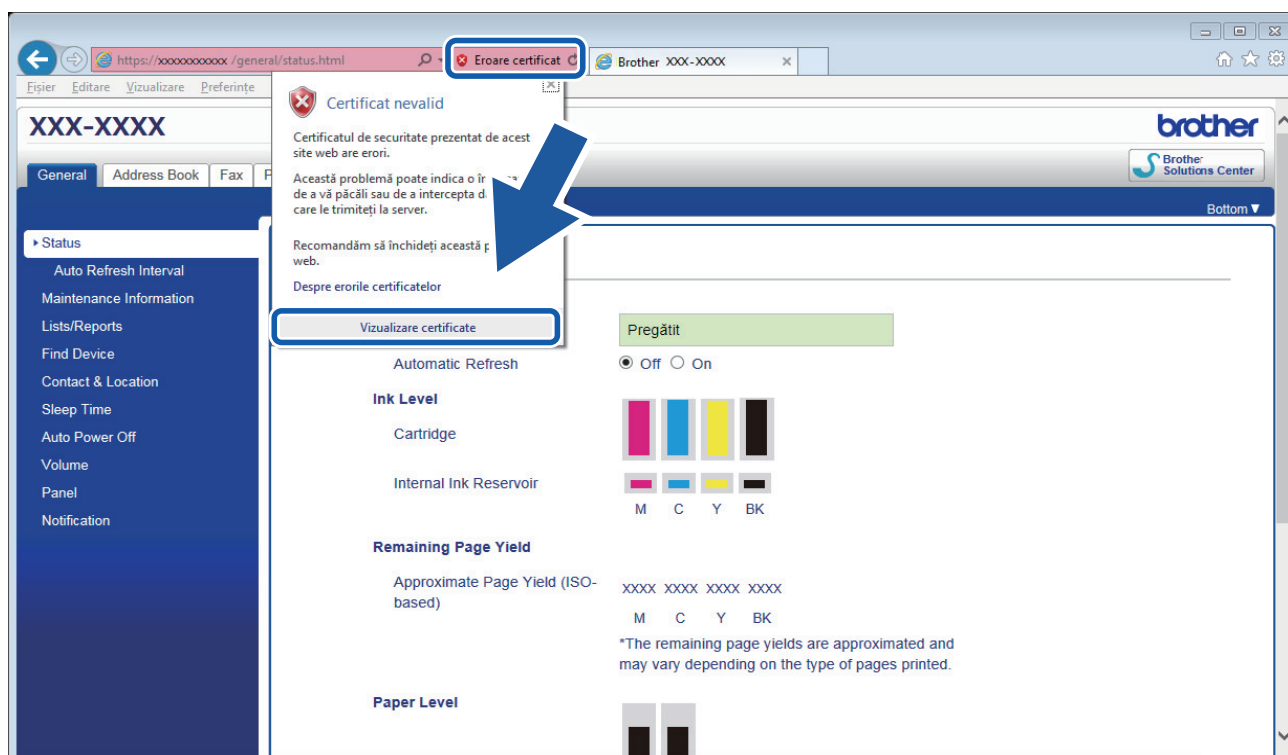 https://xxxxxxxxxxx /general/status.html
Eroare certificat
Brother XXX-XXXX
Fișier Editare Vizualizare Preferințe
Certificat nevalid
Certificatul de securitate prezentat de acest
site web are erori.
Această problemă poate indica o
de a vă păcăli sau de a intercepta
care le trimiteți la server.
Recomandăm să închideți această
web.
Despre erorile certificatelor
Vizualizare certificate
XXX-XXXX
brother
General Address Book Fax
Brother
Solutions Center
Bottom ▼
Status
Auto Refresh Interval
Maintenance Information
Lists/Reports
Find Device
Contact & Location
Sleep Time
Auto Power Off
Volume
Panel
Notification
Pregătit
Automatic Refresh Off On
Ink Level
Cartridge
Internal Ink Reservoir
M C Y BK
Remaining Page Yield
Approximate Page Yield (ISO-
based)
XXXX XXXX XXXX XXXX
M C Y BK
*The remaining page yields are approximated and
may vary depending on the type of pages printed.
Paper Level